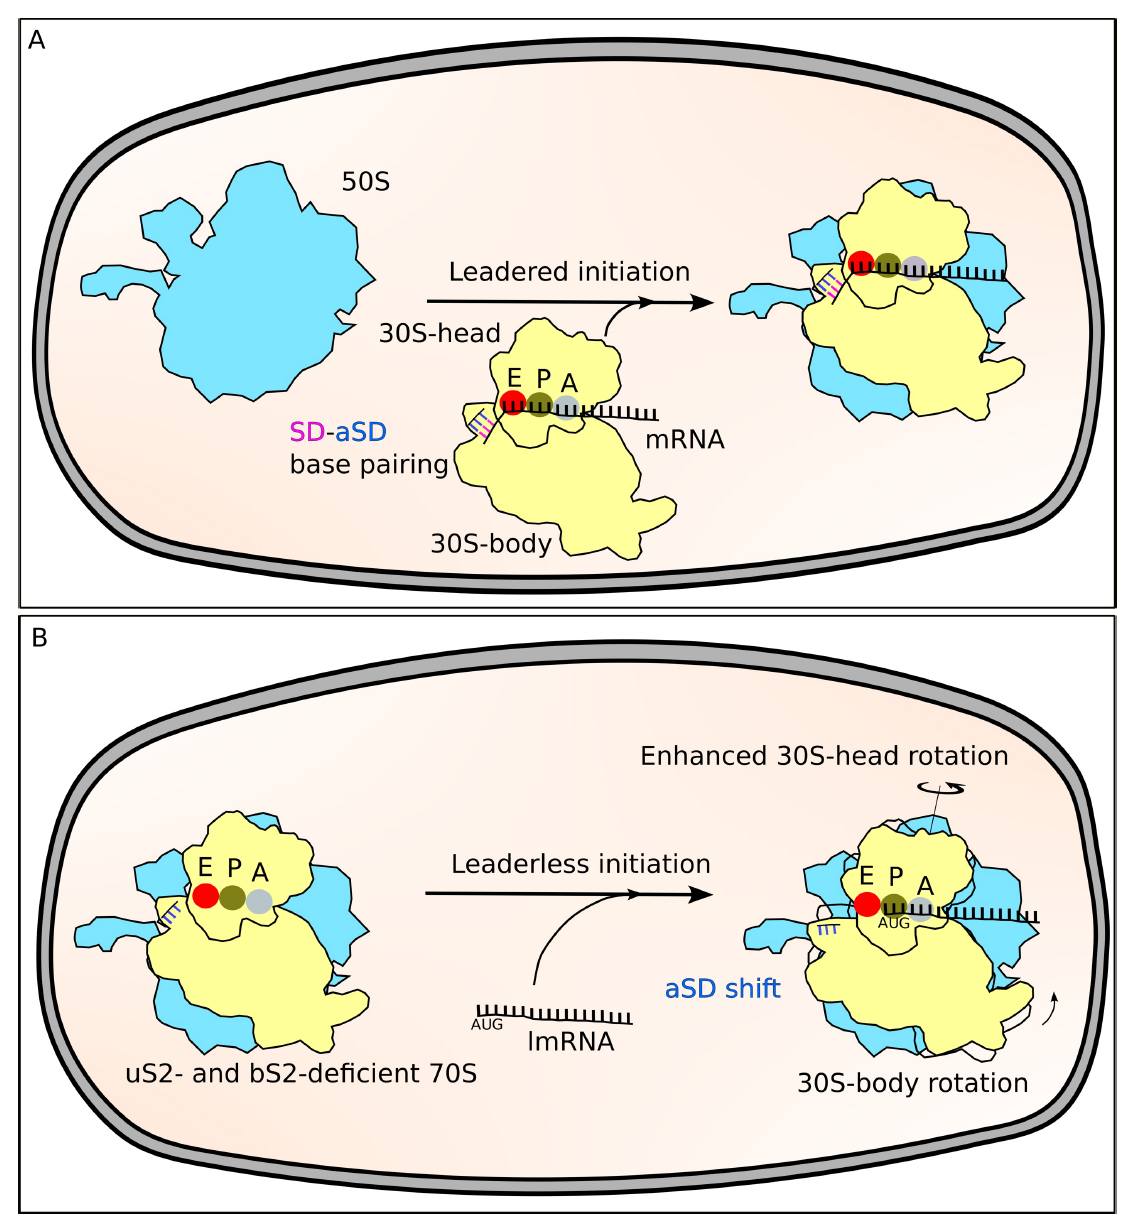 A
50S
Leadered initiation
30S-head
E P A
SD-aSD
base pairing
mRNA
30S-body
B
Enhanced 30S-head rotation
E P A
Leaderless initiation
E P A
AUG
aSD shift
AUG
lmRNA
uS2- and bS2-deficient 70S
30S-body rotation